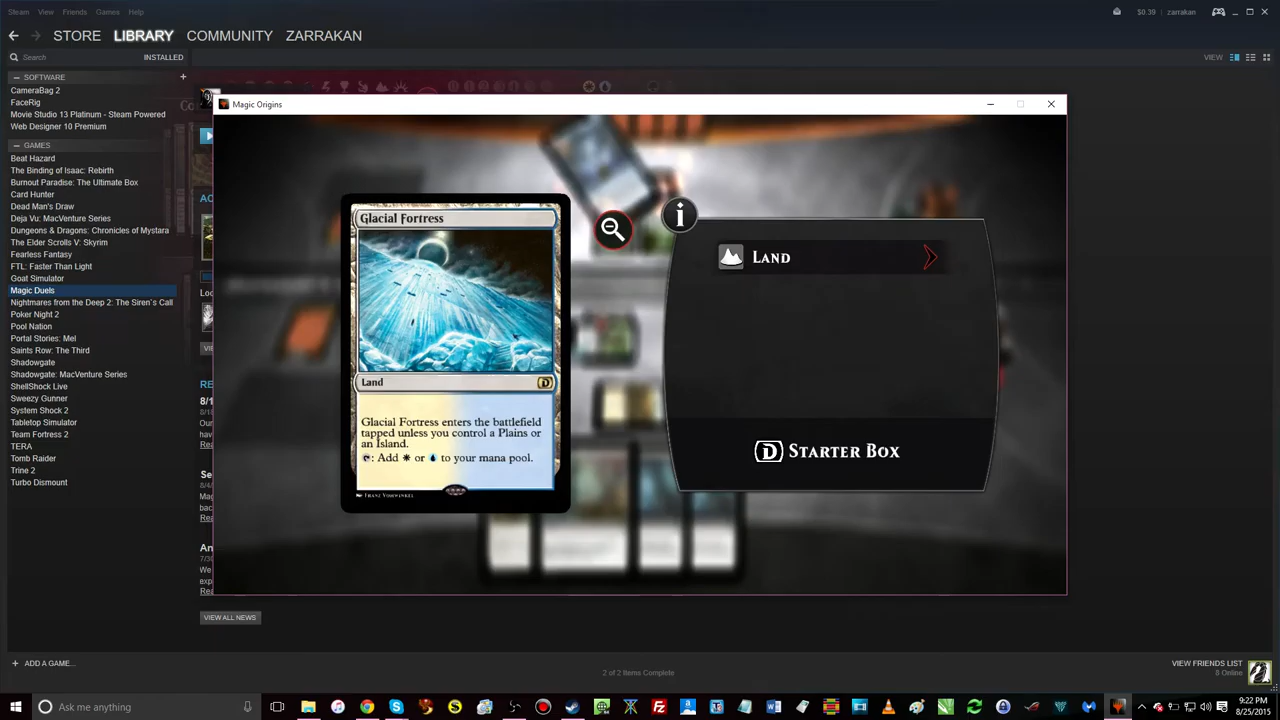 Steam View Friends Games Help
$0.39 zarrakan
STORE LIBRARY COMMUNITY ZARRAKAN
Search INSTALLED
VIEW
SOFTWARE
CameraBag 2
FaceRig
Movie Studio 13 Platinum - Steam Powered
Web Designer 10 Premium
GAMES
Beat Hazard
The Binding of Isaac: Rebirth
Burnout Paradise: The Ultimate Box
Card Hunter
Dead Man's Draw
Deja Vu: MacVenture Series
Dungeons & Dragons: Chronicles of Mystara
The Elder Scrolls V: Skyrim
Fearless Fantasy
FTL: Faster Than Light
Goat Simulator
Magic Duels
Nightmares from the Deep 2: The Siren's Call
Poker Night 2
Pool Nation
Portal Stories: Mel
Saints Row: The Third
Shadowgate
Shadowgate: MacVenture Series
ShellShock Live
Sweezy Gunner
System Shock 2
Tabletop Simulator
Team Fortress 2
TERA
Tomb Raider
Trine 2
Turbo Dismount
Magic Origins
Glacial Fortress
Land
Glacial Fortress enters the battlefield
tapped unless you control a Plains or
an Island.
: Add or to your mana pool.
Franz Vohwinkel
i
LAND
D STARTER BOX
VIEW ALL NEWS
ADD A GAME...
2 of 2 Items Complete
VIEW FRIENDS LIST
8 Online
Ask me anything
9:22 PM
8/25/2015